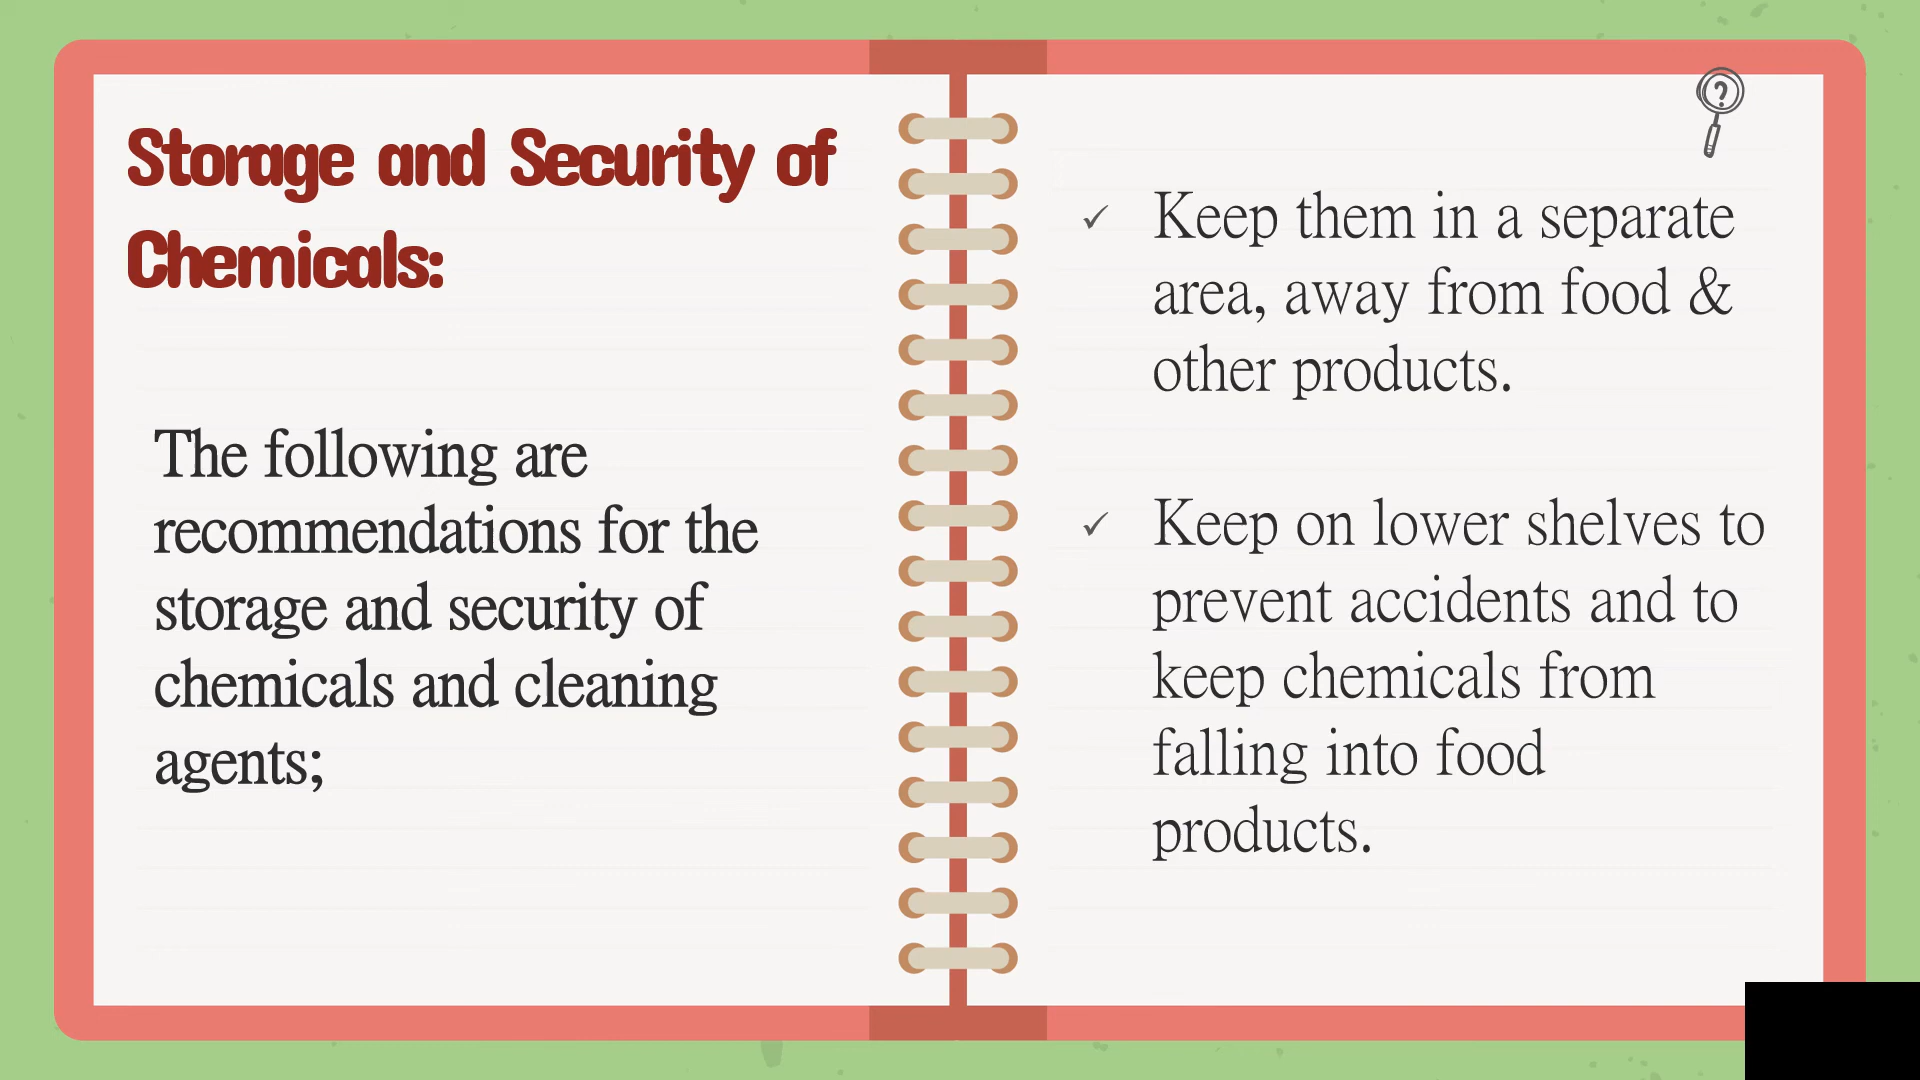 Storage and Security of
Chemicals:
The following are
recommendations for the
storage and security of
chemicals and cleaning
agents;
?
✓ Keep them in a separate
area, away from food &
other products.
✓ Keep on lower shelves to
prevent accidents and to
keep chemicals from
falling into food
products.